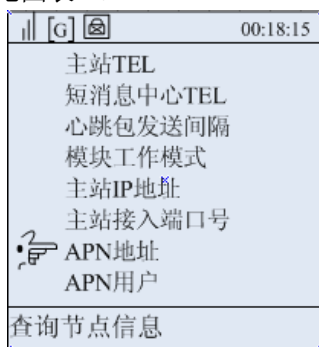 [G] 00:18:15
主站TEL
短消息中心TEL
心跳包发送间隔
模块工作模式
主站IP地址
主站接入端口号
APN地址
APN用户
查询节点信息